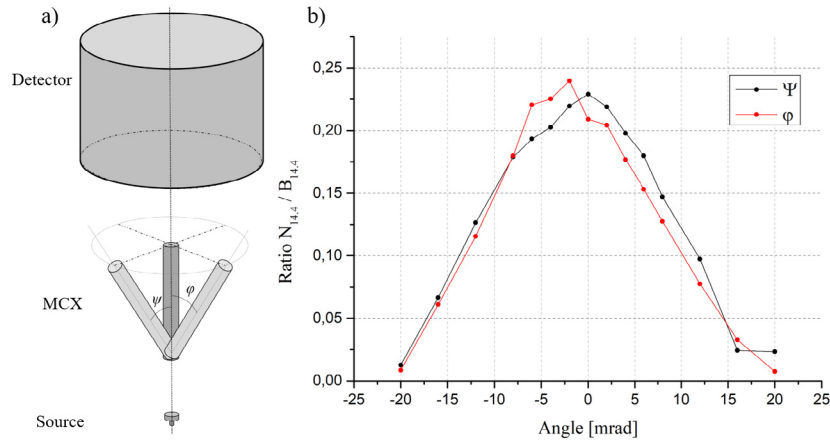 a)
Detector
MCX
ψ
φ
Source
b)
Ratio N14.4 / B14.4
0,25
0,20
0,15
0,10
0,05
0,00
-25 -20 -15 -10 -5 0 5 10 15 20 25
Angle [mrad]
Ψ
φ